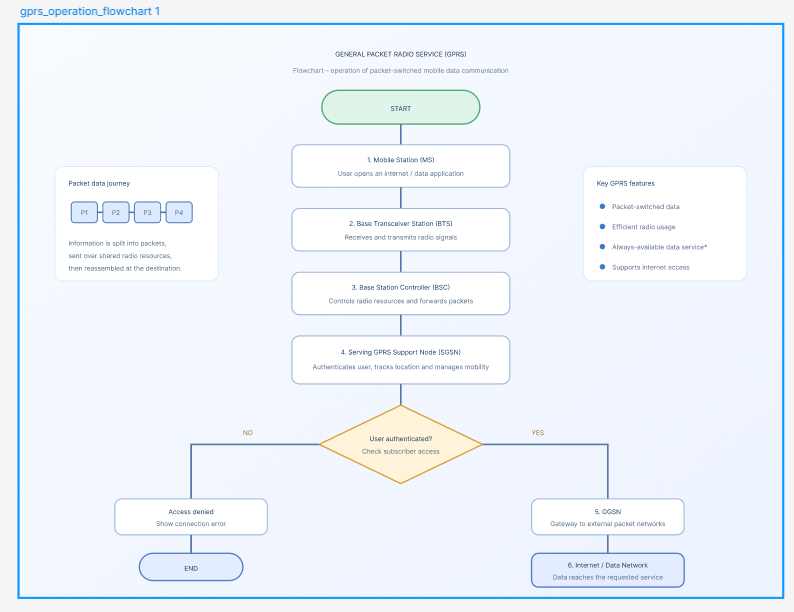 gprs_operation_flowchart 1
GENERAL PACKET RADIO SERVICE (GPRS)
Flowchart – operation of packet-switched mobile data communication
START
1. Mobile Station (MS)
User opens an internet / data application
Packet data journey
P1 P2 P3 P4
Information is split into packets,
sent over shared radio resources,
then reassembled at the destination.
Key GPRS features
Packet-switched data
Efficient radio usage
Always-available data service*
Supports internet access
2. Base Transceiver Station (BTS)
Receives and transmits radio signals
3. Base Station Controller (BSC)
Controls radio resources and forwards packets
4. Serving GPRS Support Node (SGSN)
Authenticates user, tracks location and manages mobility
User authenticated?
Check subscriber access
NO
YES
Access denied
Show connection error
END
5. GGSN
Gateway to external packet networks
6. Internet / Data Network
Data reaches the requested service